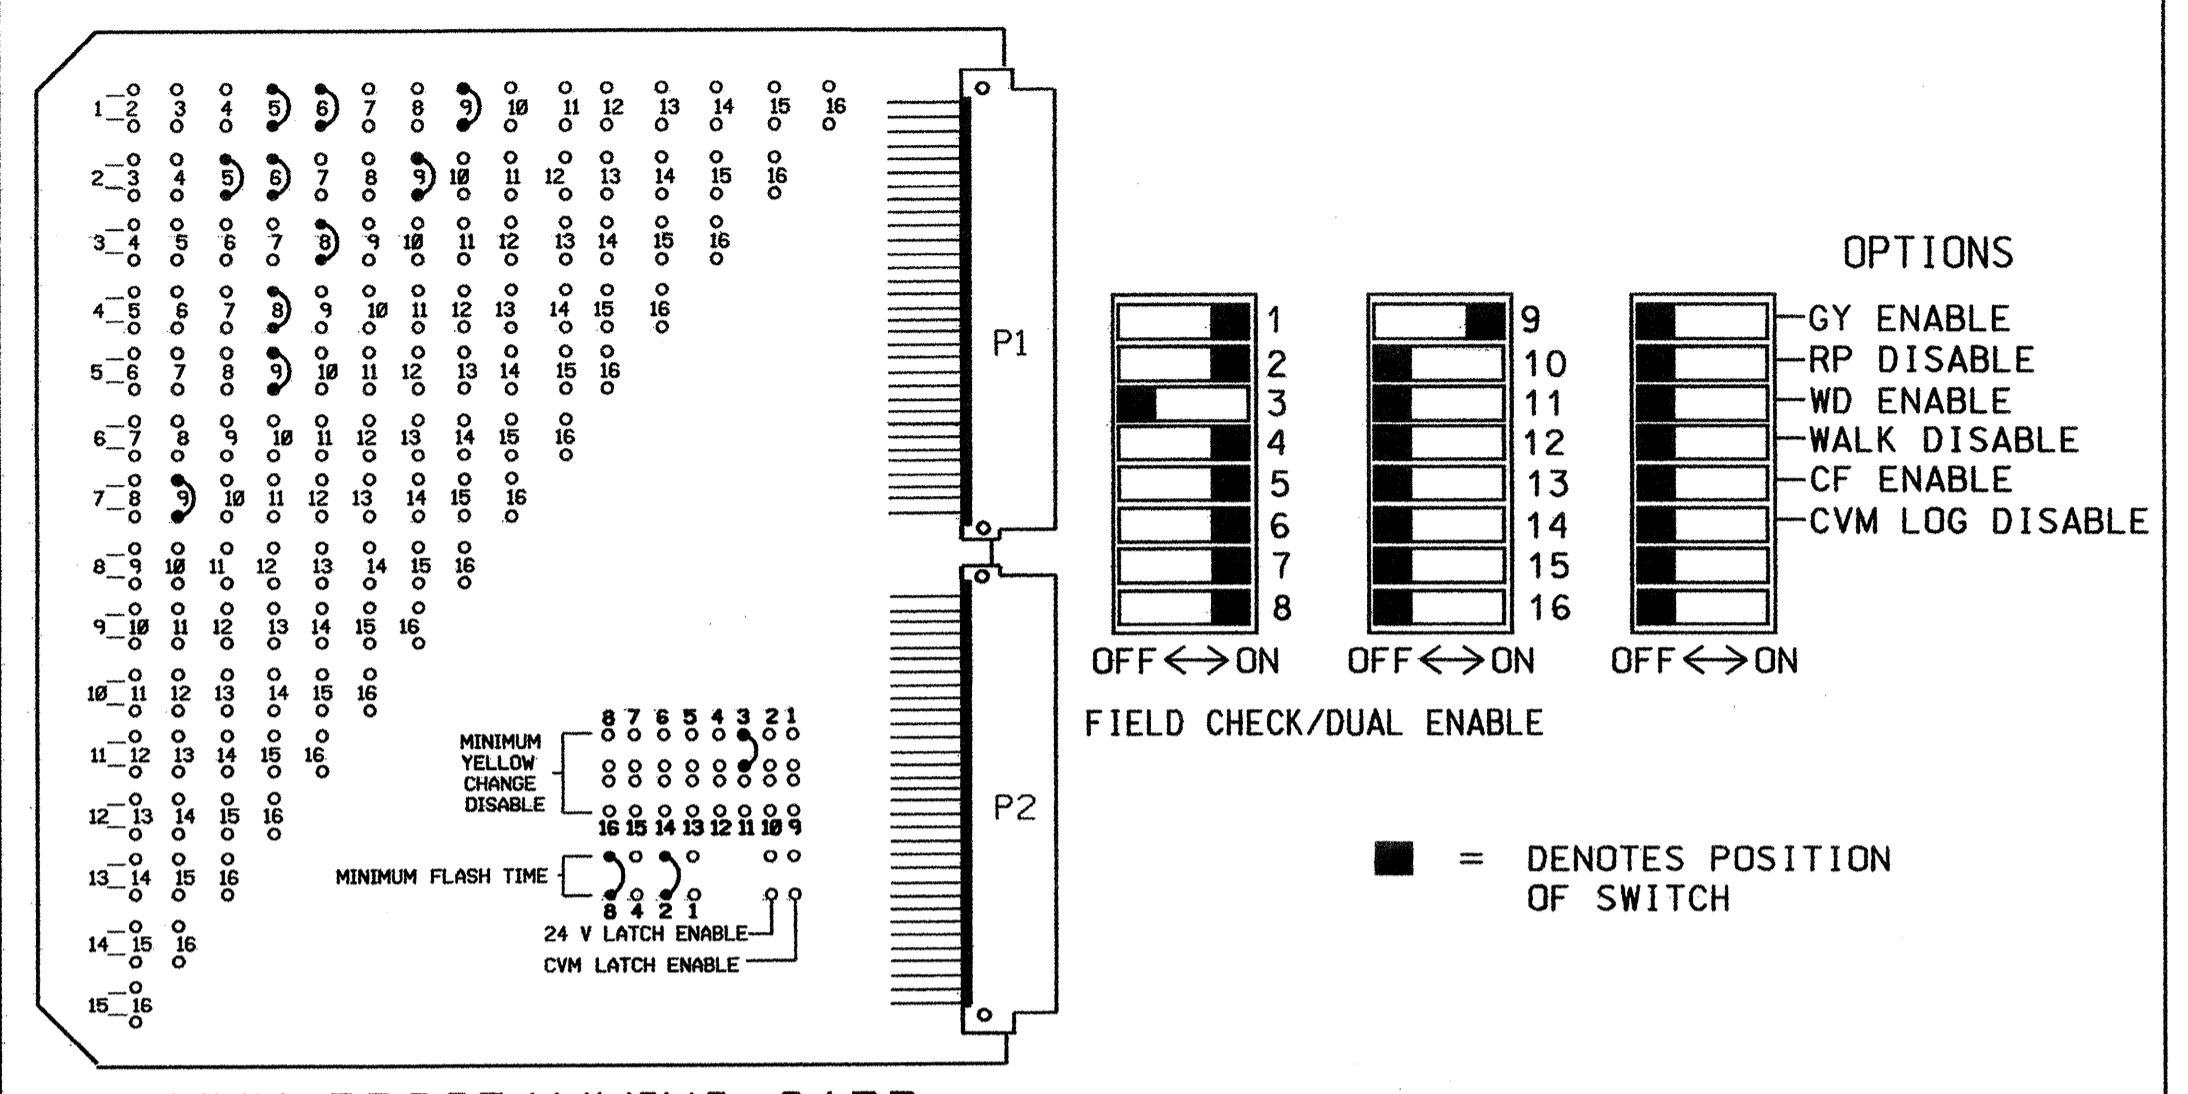 1 2 3 4 5 6 7 8 9 10 11 12 13 14 15 16
2 3 4 5 6 7 8 9 10 11 12 13 14 15 16
3 4 5 6 7 8 9 10 11 12 13 14 15 16
4 5 6 7 8 9 10 11 12 13 14 15 16
5 6 7 8 9 10 11 12 13 14 15 16
6 7 8 9 10 11 12 13 14 15 16
7 8 9 10 11 12 13 14 15 16
8 9 10 11 12 13 14 15 16
9 10 11 12 13 14 15 16
10 11 12 13 14 15 16
11 12 13 14 15 16
12 13 14 15 16
13 14 15 16
14 15 16
15 16
8 7 6 5 4 3 2 1
MINIMUM
YELLOW
CHANGE
DISABLE
16 15 14 13 12 11 10 9
MINIMUM FLASH TIME
8 4 2 1
24 V LATCH ENABLE
CVM LATCH ENABLE
P1
P2
1
2
3
4
5
6
7
8
OFF ↔ ON
9
10
11
12
13
14
15
16
OFF ↔ ON
FIELD CHECK/DUAL ENABLE
OPTIONS
GY ENABLE
RP DISABLE
WD ENABLE
WALK DISABLE
CF ENABLE
CVM LOG DISABLE
OFF ↔ ON
= DENOTES POSITION
OF SWITCH